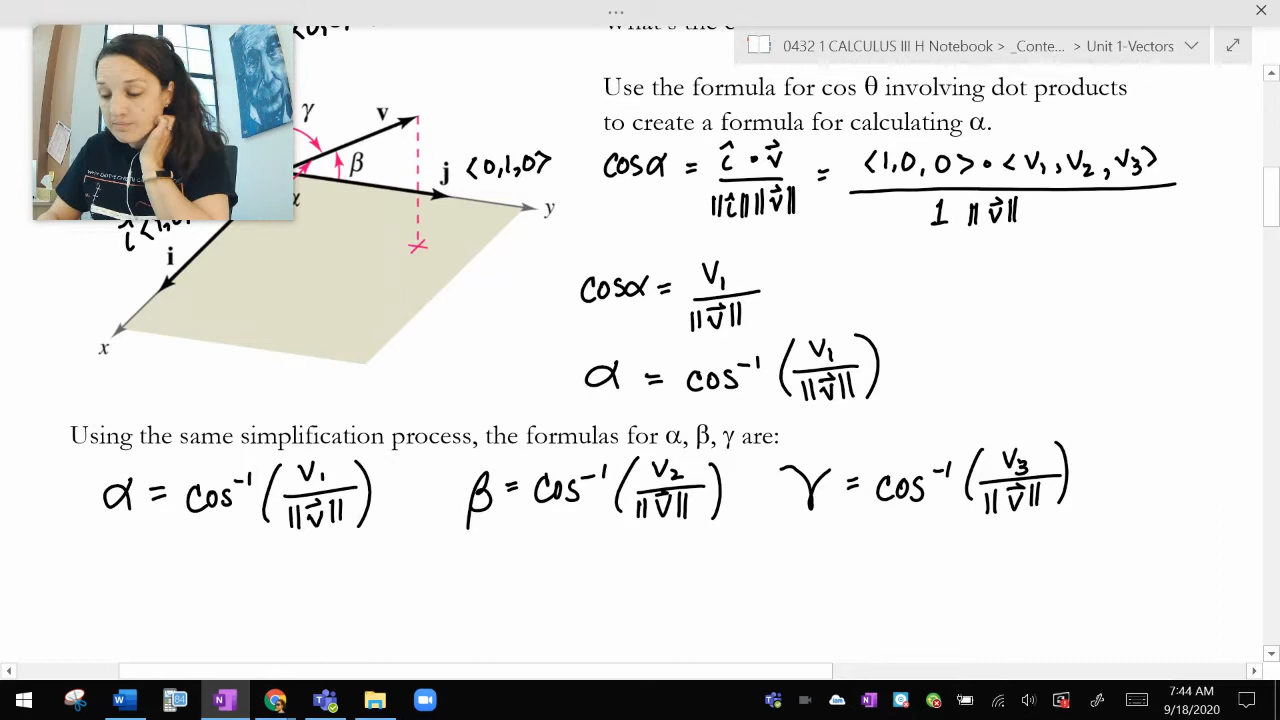 0432 1 CALCULUS III H Notebook > _Conte... > Unit 1-Vectors
Use the formula for cos θ involving dot products
to create a formula for calculating α.
cosα = î • v⃗ / ‖î‖ ‖v⃗‖ = <1, 0, 0> • <v₁, v₂, v₃> / 1 ‖v⃗‖
γ
v
β
j <0,1,0>
y
i
x
cosα = v₁ / ‖v⃗‖
α = cos⁻¹ (v₁ / ‖v⃗‖)
Using the same simplification process, the formulas for α, β, γ are:
α = cos⁻¹ (v₁ / ‖v⃗‖) β = cos⁻¹ (v₂ / ‖v⃗‖) γ = cos⁻¹ (v₃ / ‖v⃗‖)
7:44 AM
9/18/2020